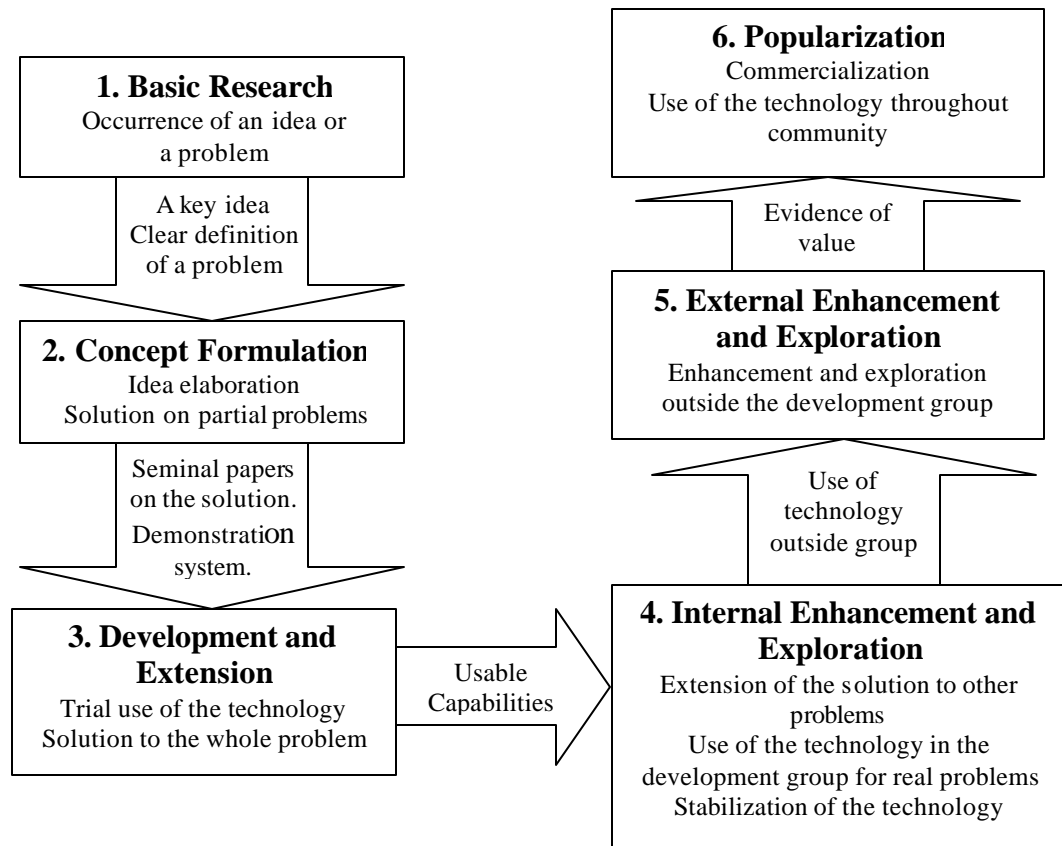 1. Basic Research
Occurrence of an idea or
a problem
A key idea
Clear definition
of a problem
2. Concept Formulation
Idea elaboration
Solution on partial problems
Seminal papers
on the solution.
Demonstration
system.
3. Development and
Extension
Trial use of the technology
Solution to the whole problem
Usable
Capabilities
4. Internal Enhancement and
Exploration
Extension of the solution to other
problems
Use of the technology in the
development group for real problems
Stabilization of the technology
Use of
technology
outside group
5. External Enhancement
and Exploration
Enhancement and exploration
outside the development group
Evidence of
value
6. Popularization
Commercialization
Use of the technology throughout
community